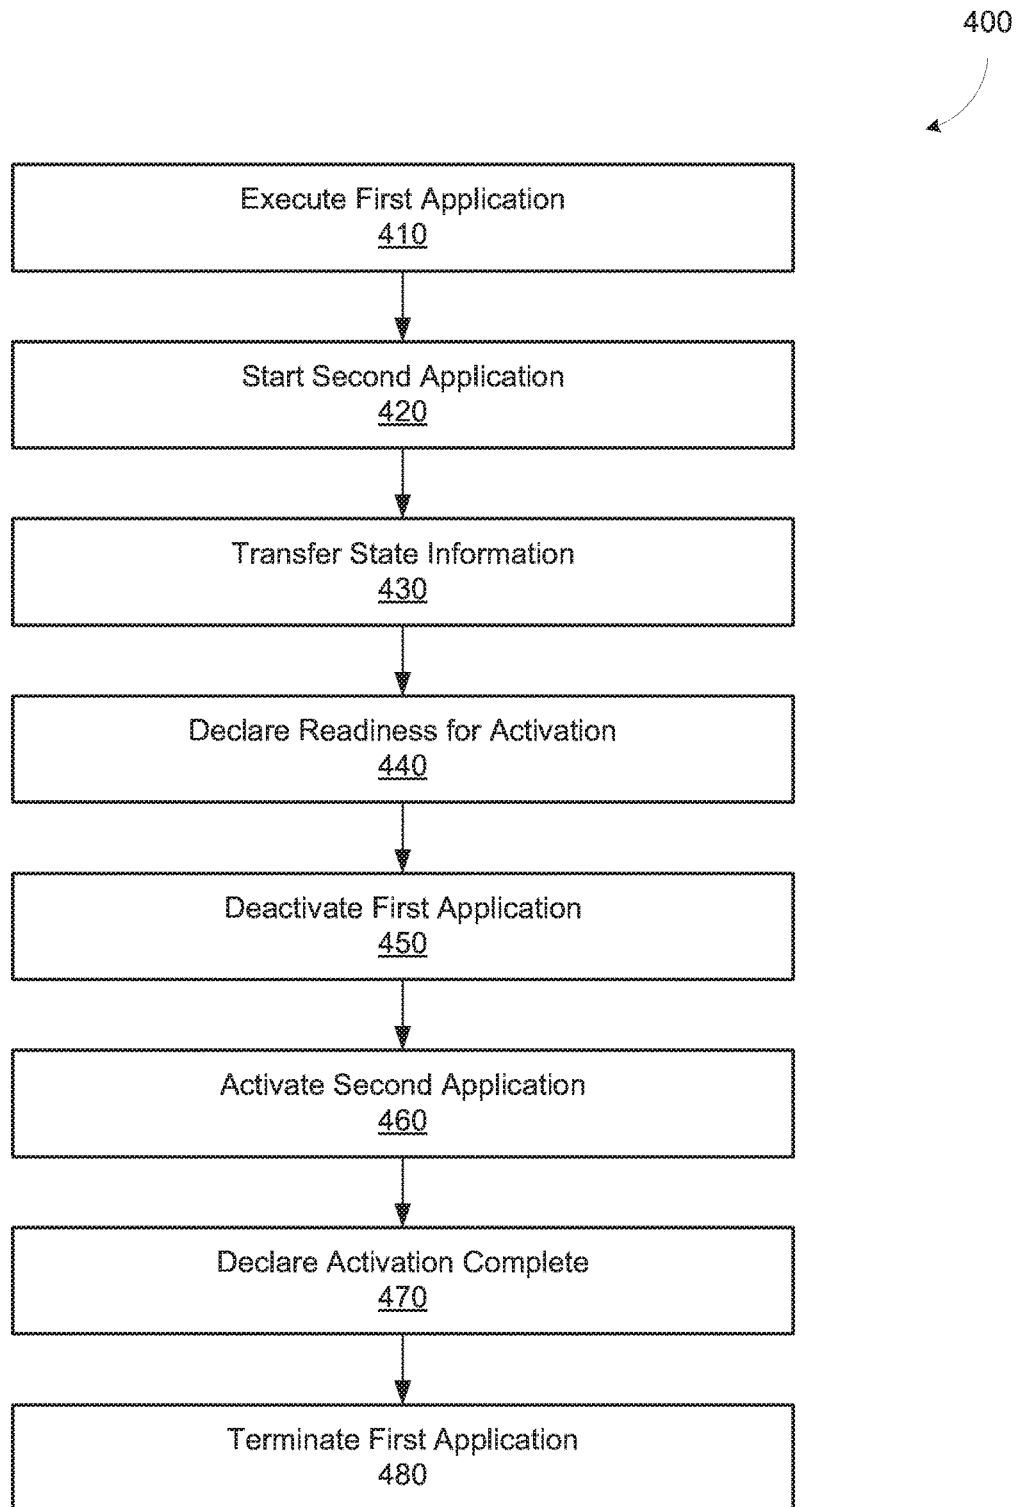 400
Execute First Application
410
Start Second Application
420
Transfer State Information
430
Declare Readiness for Activation
440
Deactivate First Application
450
Activate Second Application
460
Declare Activation Complete
470
Terminate First Application
480